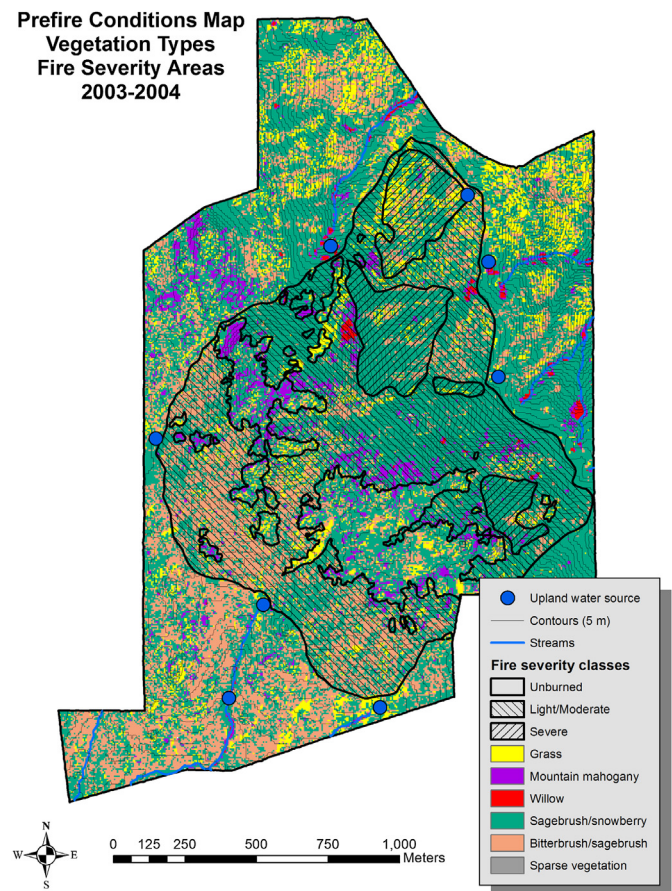 Prefire Conditions Map
Vegetation Types
Fire Severity Areas
2003-2004
Upland water source
Contours (5 m)
Streams
Fire severity classes
Unburned
Light/Moderate
Severe
Grass
Mountain mahogany
Willow
Sagebrush/snowberry
Bitterbrush/sagebrush
Sparse vegetation
N
W E
S
0 125 250 500 750 1,000
Meters